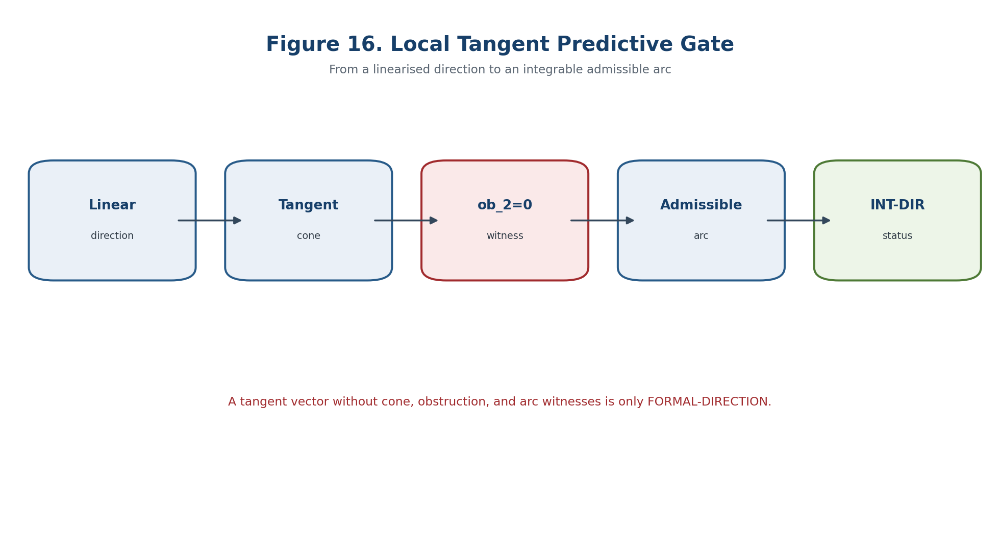 Figure 16. Local Tangent Predictive Gate
From a linearised direction to an integrable admissible arc
Linear
direction
Tangent
cone
ob_2=0
witness
Admissible
arc
INT-DIR
status
A tangent vector without cone, obstruction, and arc witnesses is only FORMAL-DIRECTION.